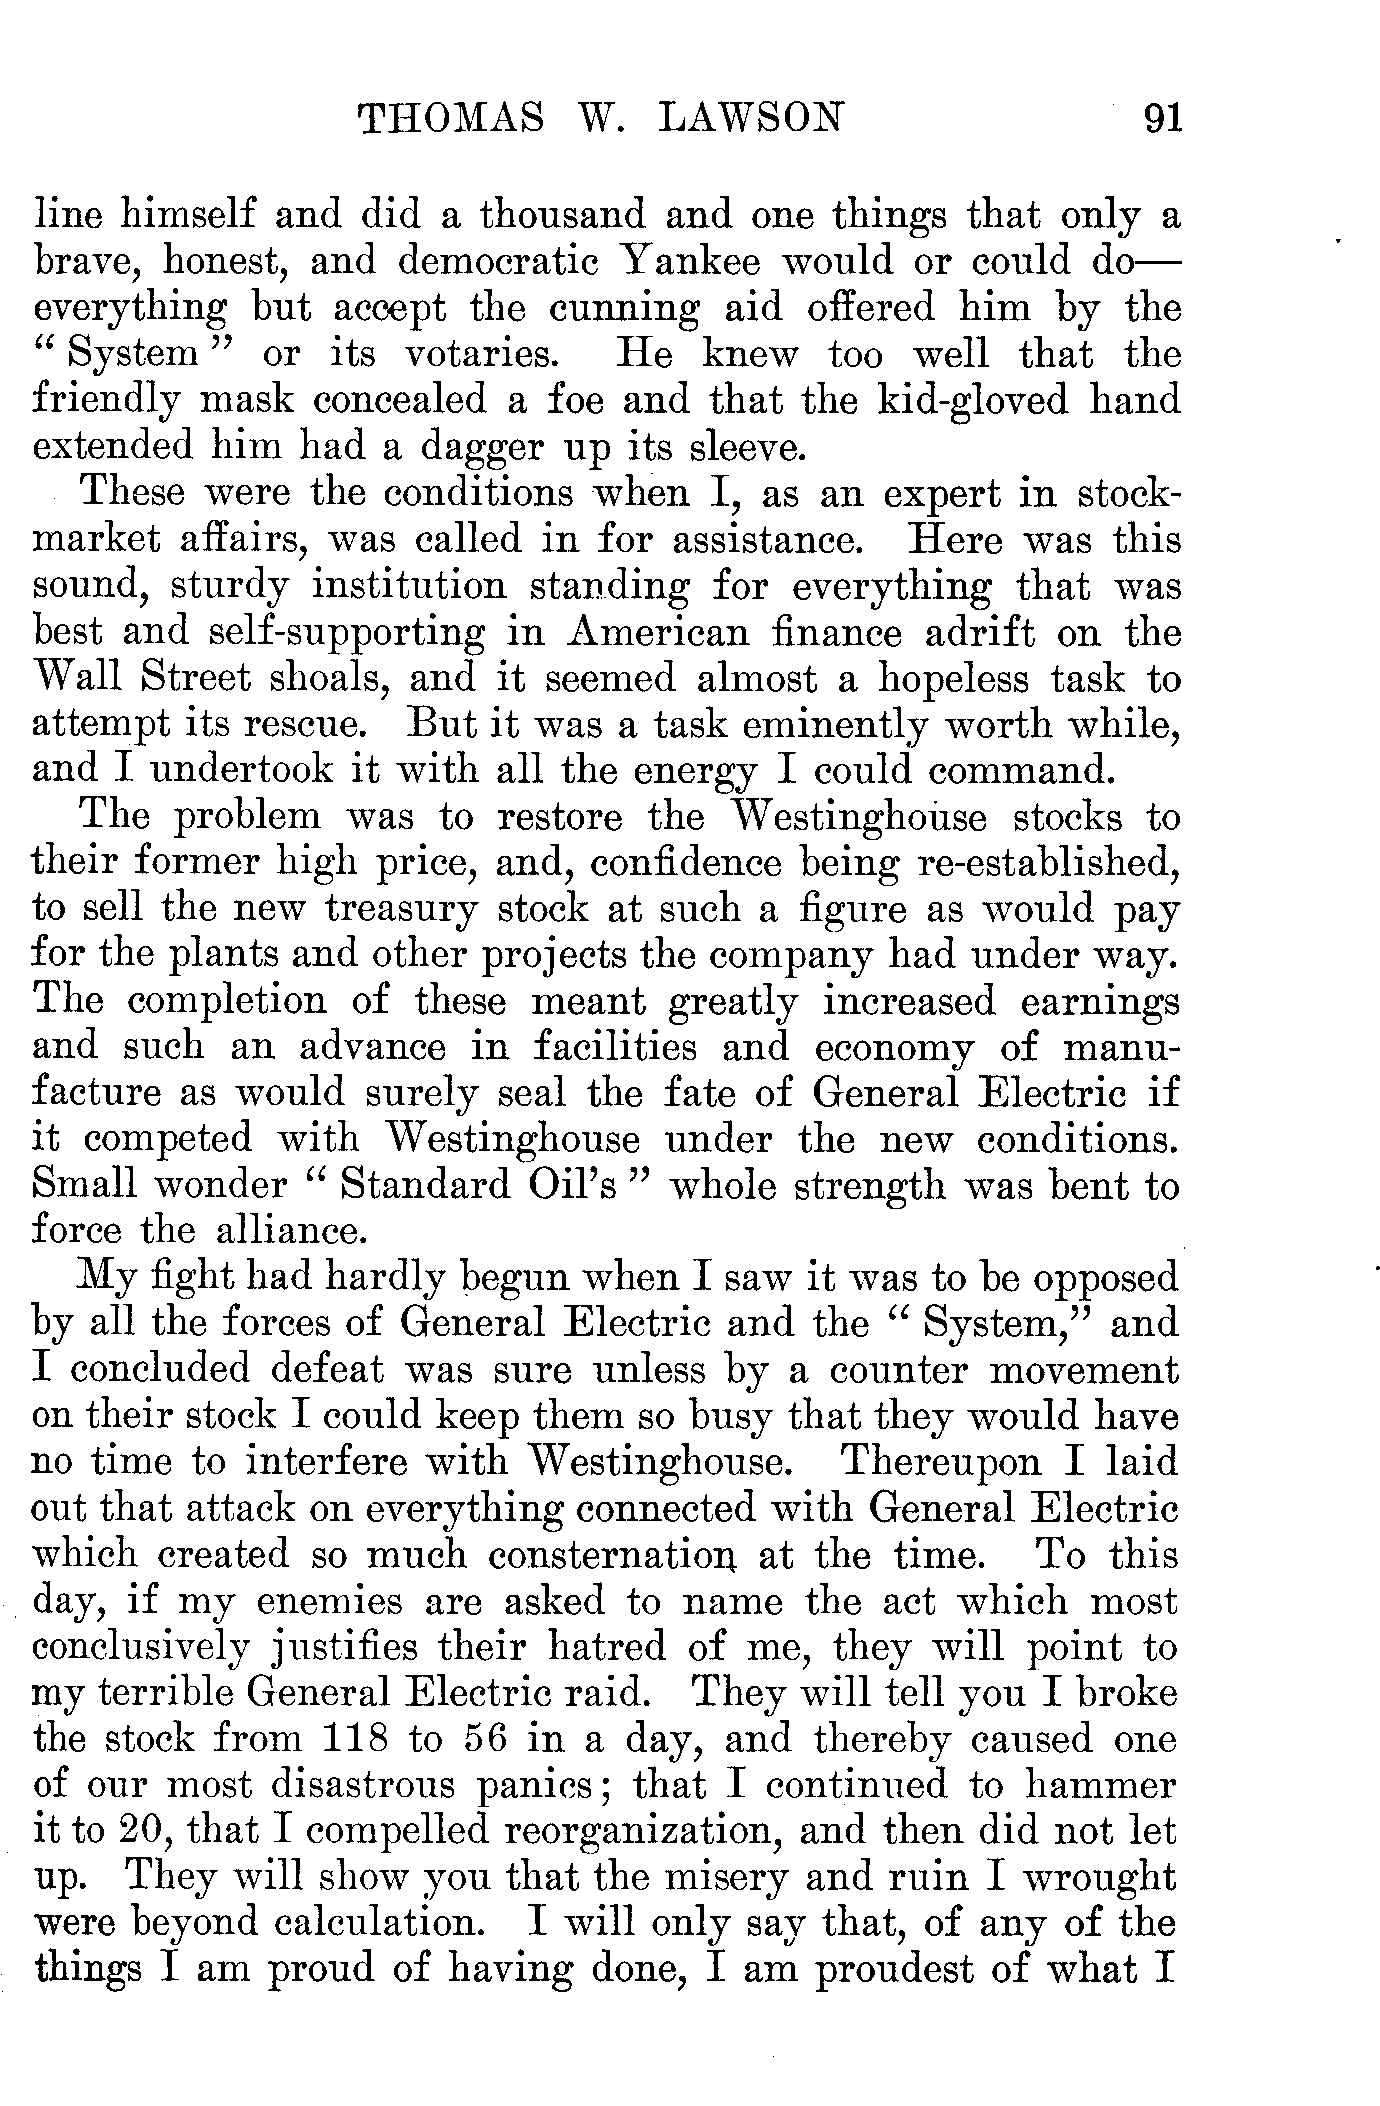 THOMAS W. LAWSON 91
line himself and did a thousand and one things that only a
brave, honest, and democratic Yankee would or could do—
everything but accept the cunning aid offered him by the
“ System ” or its votaries. He knew too well that the
friendly mask concealed a foe and that the kid-gloved hand
extended him had a dagger up its sleeve.
These were the conditions when I, as an expert in stock-
market affairs, was called in for assistance. Here was this
sound, sturdy institution standing for everything that was
best and self-supporting in American finance adrift on the
Wall Street shoals, and it seemed almost a hopeless task to
attempt its rescue. But it was a task eminently worth while,
and I undertook it with all the energy I could command.
The problem was to restore the Westinghouse stocks to
their former high price, and, confidence being re-established,
to sell the new treasury stock at such a figure as would pay
for the plants and other projects the company had under way.
The completion of these meant greatly increased earnings
and such an advance in facilities and economy of manu-
facture as would surely seal the fate of General Electric if
it competed with Westinghouse under the new conditions.
Small wonder “ Standard Oil’s ” whole strength was bent to
force the alliance.
My fight had hardly begun when I saw it was to be opposed
by all the forces of General Electric and the “ System,” and
I concluded defeat was sure unless by a counter movement
on their stock I could keep them so busy that they would have
no time to interfere with Westinghouse. Thereupon I laid
out that attack on everything connected with General Electric
which created so much consternation at the time. To this
day, if my enemies are asked to name the act which most
conclusively justifies their hatred of me, they will point to
my terrible General Electric raid. They will tell you I broke
the stock from 118 to 56 in a day, and thereby caused one
of our most disastrous panics; that I continued to hammer
it to 20, that I compelled reorganization, and then did not let
up. They will show you that the misery and ruin I wrought
were beyond calculation. I will only say that, of any of the
things I am proud of having done, I am proudest of what I